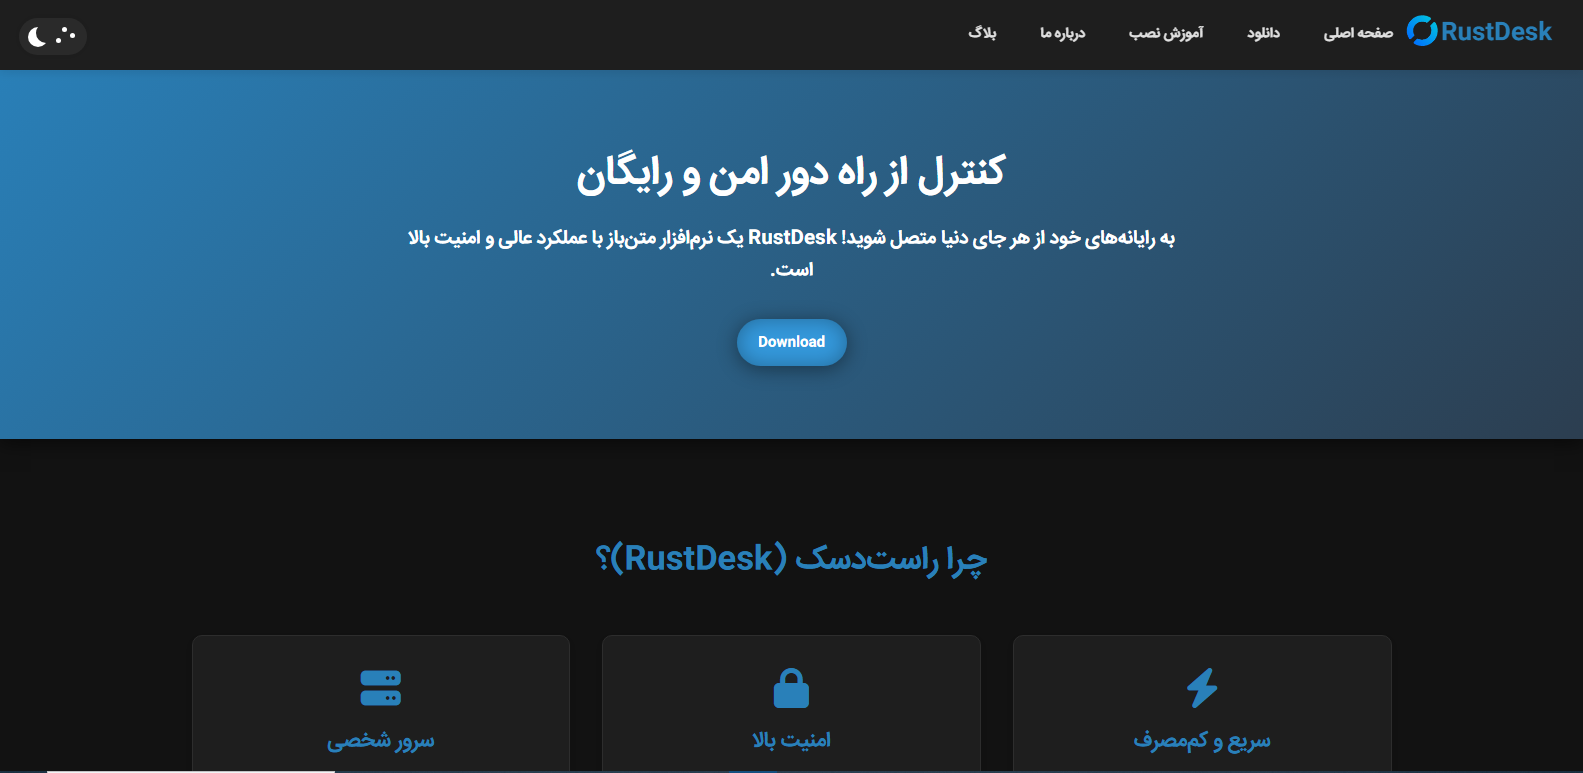 RustDesk
صفحه اصلی
دانلود
آموزش نصب
درباره ما
بلاگ
کنترل از راه دور امن و رایگان
به رایانه‌های خود از هر جای دنیا متصل شوید! RustDesk یک نرم‌افزار متن‌باز با عملکرد عالی و امنیت بالا
است.
Download
چرا راست‌دسک (RustDesk)؟
سریع و کم‌مصرف
امنیت بالا
سرور شخصی